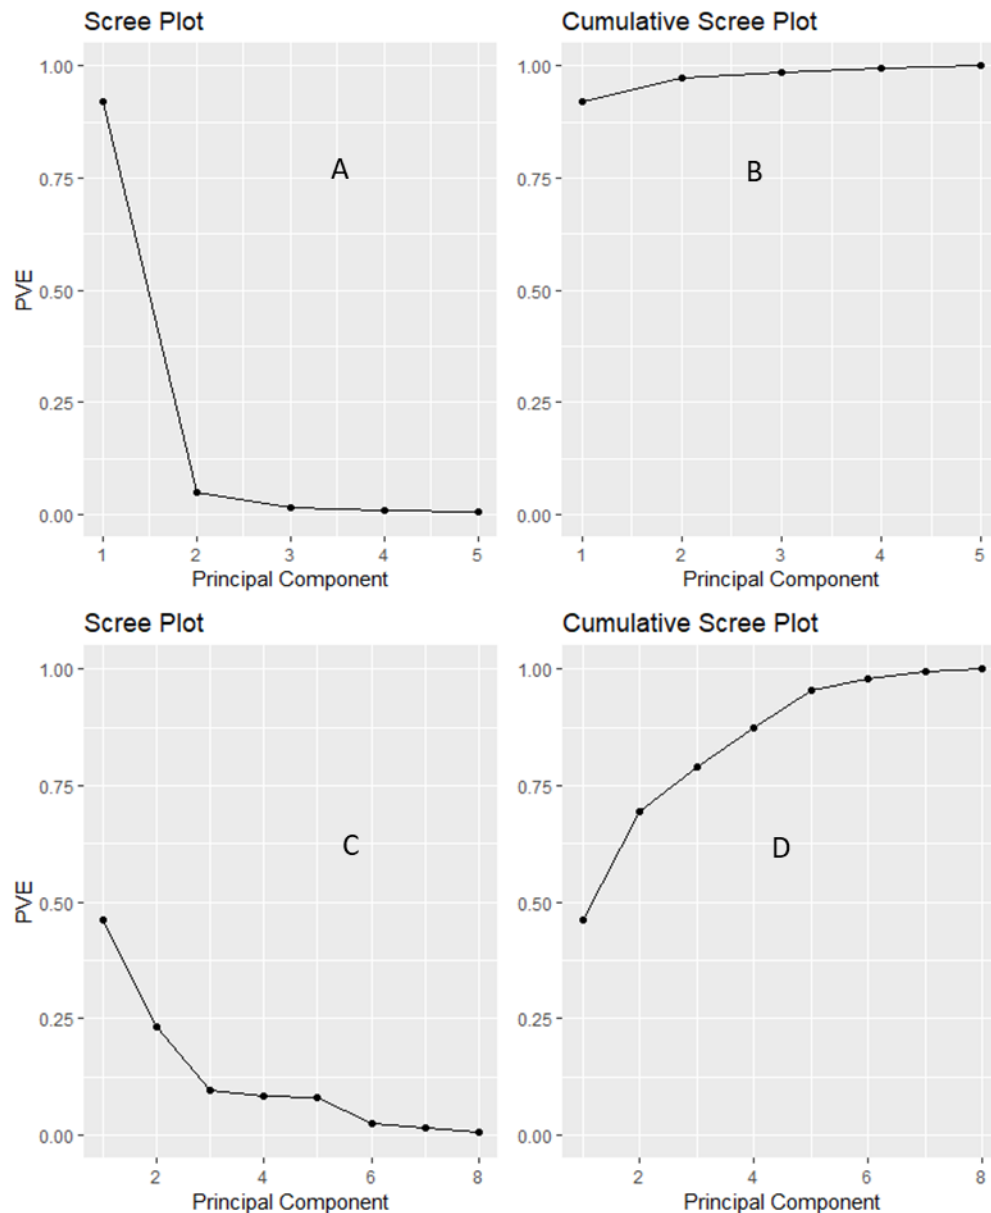 Scree Plot
Cumulative Scree Plot
1.00
0.75
0.50
0.25
0.00
PVE
A
1 2 3 4 5
Principal Component
1.00
0.75
0.50
0.25
0.00
B
1 2 3 4 5
Principal Component
Scree Plot
Cumulative Scree Plot
1.00
0.75
0.50
0.25
0.00
PVE
C
2 4 6 8
Principal Component
1.00
0.75
0.50
0.25
0.00
D
2 4 6 8
Principal Component